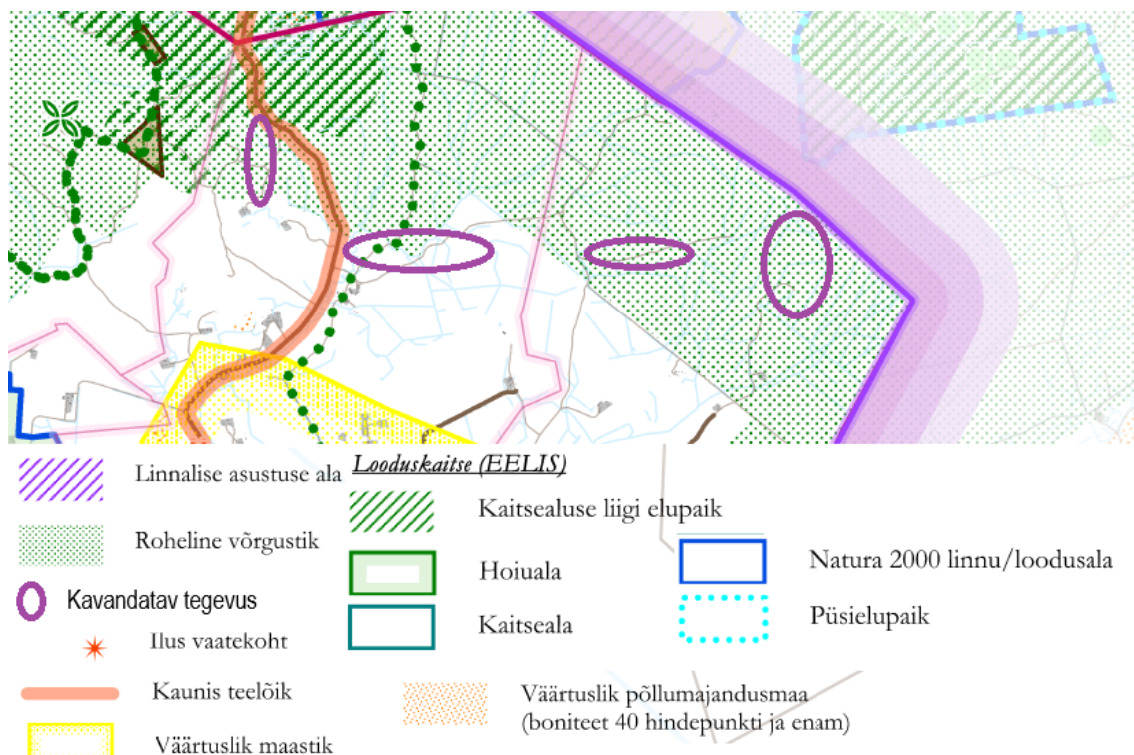 Linnalise asustuse ala
Roheline võrgustik
Kavandatav tegevus
Ilus vaatekoht
Kaunis teelõik
Väärtuslik maastik
Looduskaitse (EELIS)
Kaitsealuse liigi elupaik
Hoiuala
Kaitseala
Natura 2000 linnu/loodusala
Püsielupaik
Väärtuslik põllumajandusmaa
(boniteet 40 hindepunkti ja enam)